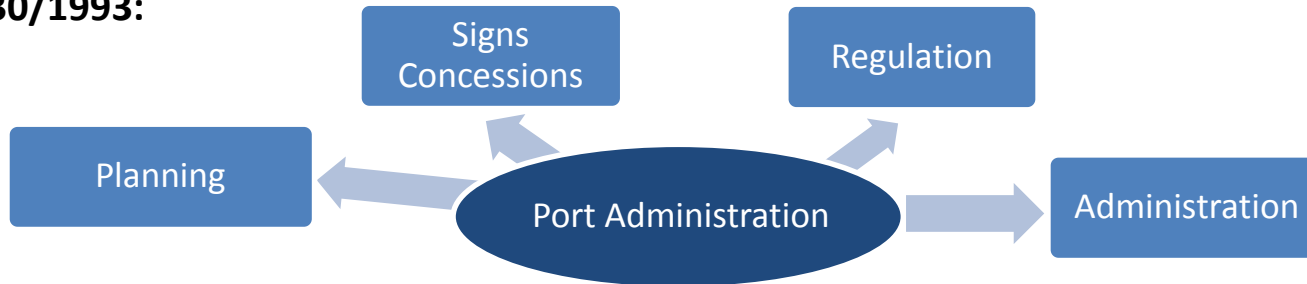 30/1993:
Signs
Concessions
Regulation
Planning
Port Administration
Administration